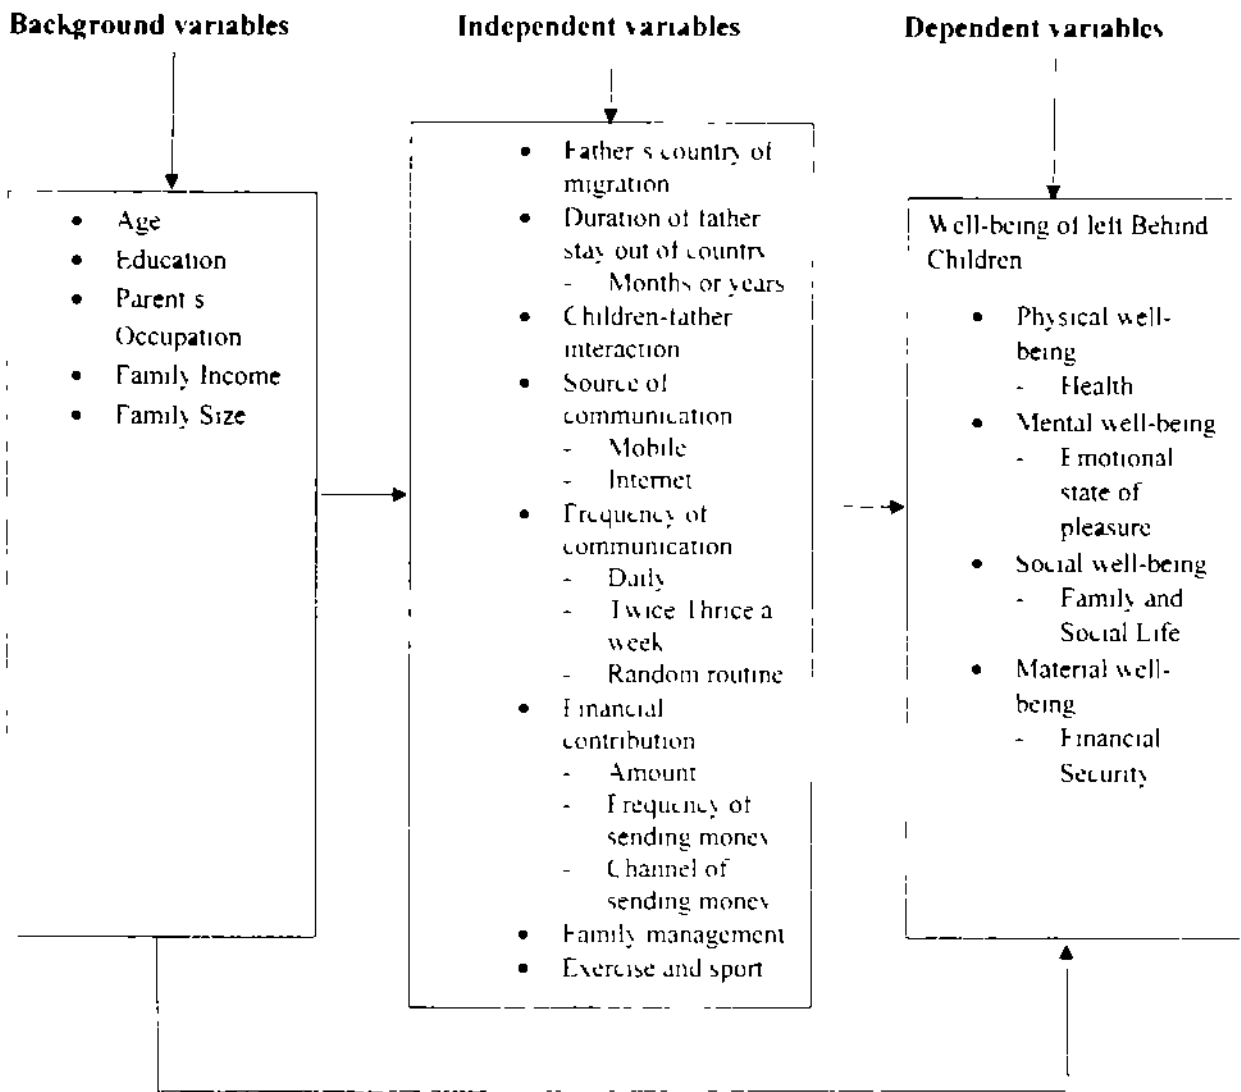 Background variables
Independent variables
Dependent variables
• Age
• Education
• Parent s
Occupation
• Family Income
• Family Size
• Father s country of
migration
• Duration of father
stay out of country
- Months or years
• Children-father
interaction
• Source of
communication
- Mobile
- Internet
• Frequency of
communication
- Daily
- Twice Thrice a
week
- Random routine
• Financial
contribution
- Amount
- Frequency of
sending money
- Channel of
sending money
• Family management
• Exercise and sport
Well-being of left Behind
Children
• Physical well-
being
- Health
• Mental well-being
- Emotional
state of
pleasure
• Social well-being
- Family and
Social Life
• Material well-
being
- Financial
Security